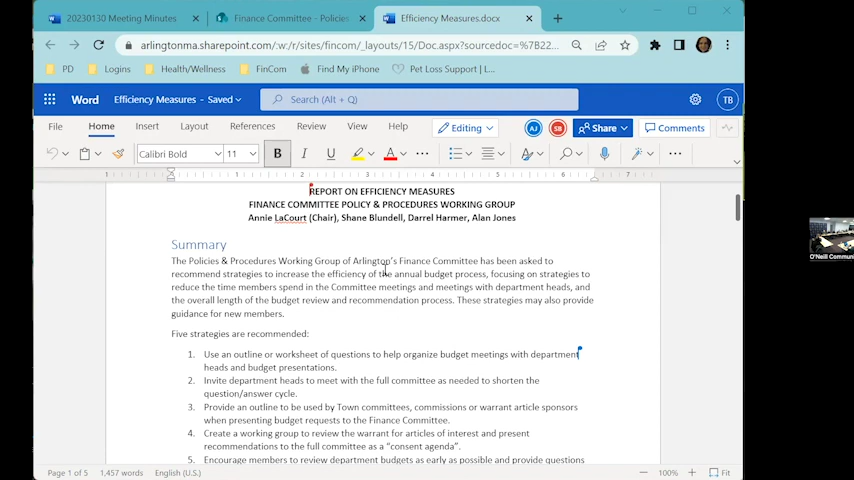 20230130 Meeting Minutes
Finance Committee - Policies
Efficiency Measures.docx
arlingtonma.sharepoint.com/:w:/r/sites/fincom/_layouts/15/Doc.aspx?sourcedoc=%7B22...
PD Logins Health/Wellness FinCom Find My iPhone Pet Loss Support | L...
Word Efficiency Measures - Saved Search (Alt + Q) TB
File Home Insert Layout References Review View Help Editing AJ SB Share Comments
Calibri Bold 11 B I U A
1 1 2 3 4 5 6 7
REPORT ON EFFICIENCY MEASURES
FINANCE COMMITTEE POLICY & PROCEDURES WORKING GROUP
Annie LaCourt (Chair), Shane Blundell, Darrel Harmer, Alan Jones
Summary
The Policies & Procedures Working Group of Arlington's Finance Committee has been asked to
recommend strategies to increase the efficiency of the annual budget process, focusing on strategies to
reduce the time members spend in the Committee meetings and meetings with department heads, and
the overall length of the budget review and recommendation process. These strategies may also provide
guidance for new members.
Five strategies are recommended:
1. Use an outline or worksheet of questions to help organize budget meetings with department
heads and budget presentations.
2. Invite department heads to meet with the full committee as needed to shorten the
question/answer cycle.
3. Provide an outline to be used by Town committees, commissions or warrant article sponsors
when presenting budget requests to the Finance Committee.
4. Create a working group to review the warrant for articles of interest and present
recommendations to the full committee as a "consent agenda".
5. Encourage members to review department budgets as early as possible and provide questions
Page 1 of 5 1,457 words English (U.S.) 100% Fit
O'Neill Communi